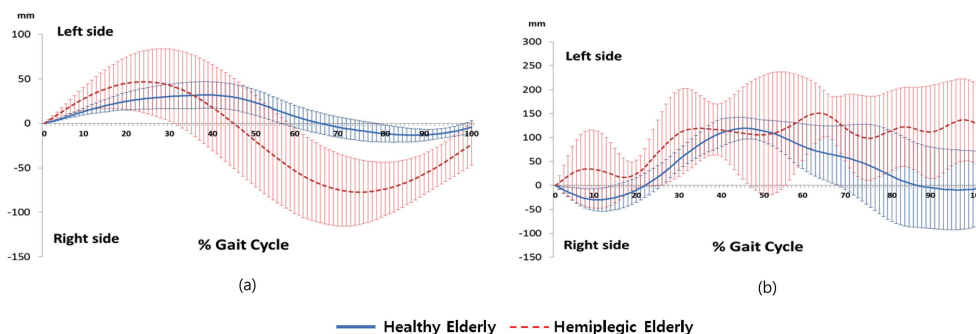 mm
100
Left side
50
0
0 10 20 30 40 50 60 70 80 90 100
-50
-100
Right side
% Gait Cycle
-150
(a)
mm
300
250
Left side
200
150
100
50
0
0 10 20 30 40 50 60 70 80 90 10
-50
-100
Right side
% Gait Cycle
-150
(b)
Healthy Elderly
Hemiplegic Elderly